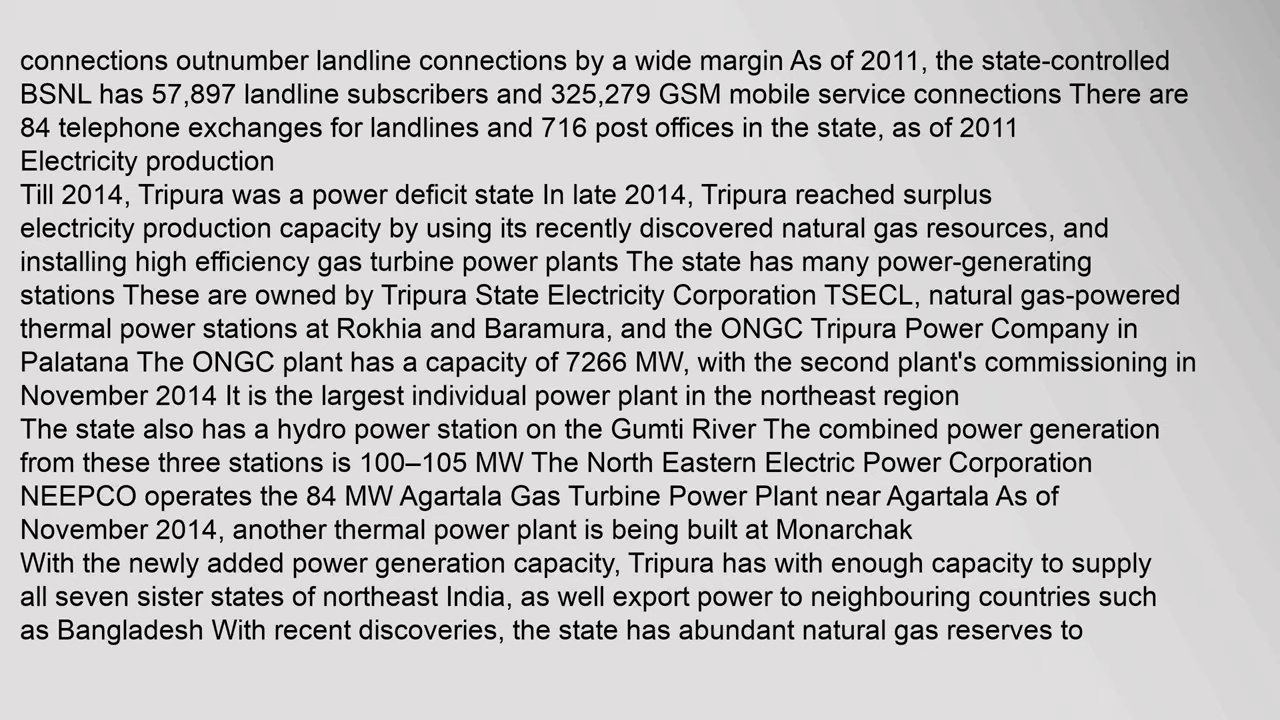 connections outnumber landline connections by a wide margin As of 2011, the state-controlled
BSNL has 57,897 landline subscribers and 325,279 GSM mobile service connections There are
84 telephone exchanges for landlines and 716 post offices in the state, as of 2011
Electricity production
Till 2014, Tripura was a power deficit state In late 2014, Tripura reached surplus
electricity production capacity by using its recently discovered natural gas resources, and
installing high efficiency gas turbine power plants The state has many power-generating
stations These are owned by Tripura State Electricity Corporation TSECL, natural gas-powered
thermal power stations at Rokhia and Baramura, and the ONGC Tripura Power Company in
Palatana The ONGC plant has a capacity of 7266 MW, with the second plant's commissioning in
November 2014 It is the largest individual power plant in the northeast region
The state also has a hydro power station on the Gumti River The combined power generation
from these three stations is 100–105 MW The North Eastern Electric Power Corporation
NEEPCO operates the 84 MW Agartala Gas Turbine Power Plant near Agartala As of
November 2014, another thermal power plant is being built at Monarchak
With the newly added power generation capacity, Tripura has with enough capacity to supply
all seven sister states of northeast India, as well export power to neighbouring countries such
as Bangladesh With recent discoveries, the state has abundant natural gas reserves to